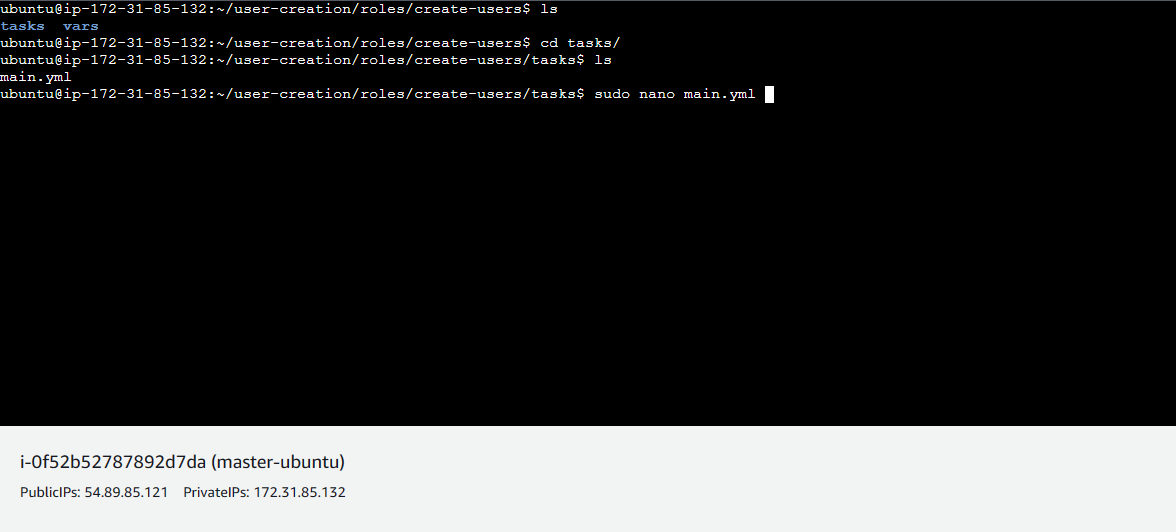 ubuntu@ip-172-31-85-132:~/user-creation/roles/create-users$ ls
tasks  vars
ubuntu@ip-172-31-85-132:~/user-creation/roles/create-users$ cd tasks/
ubuntu@ip-172-31-85-132:~/user-creation/roles/create-users/tasks$ ls
main.yml
ubuntu@ip-172-31-85-132:~/user-creation/roles/create-users/tasks$ sudo nano main.yml
i-0f52b52787892d7da (master-ubuntu)
PublicIPs: 54.89.85.121    PrivateIPs: 172.31.85.132